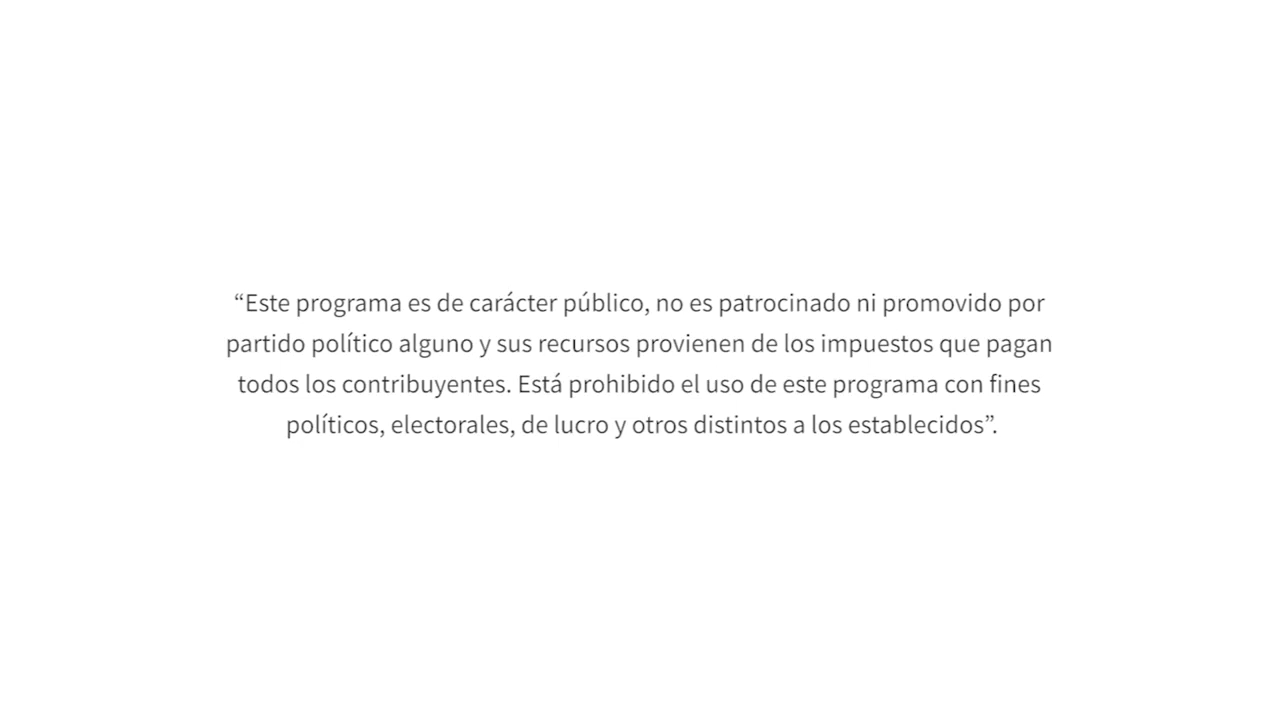 “Este programa es de carácter público, no es patrocinado ni promovido por
partido político alguno y sus recursos provienen de los impuestos que pagan
todos los contribuyentes. Está prohibido el uso de este programa con fines
políticos, electorales, de lucro y otros distintos a los establecidos”.